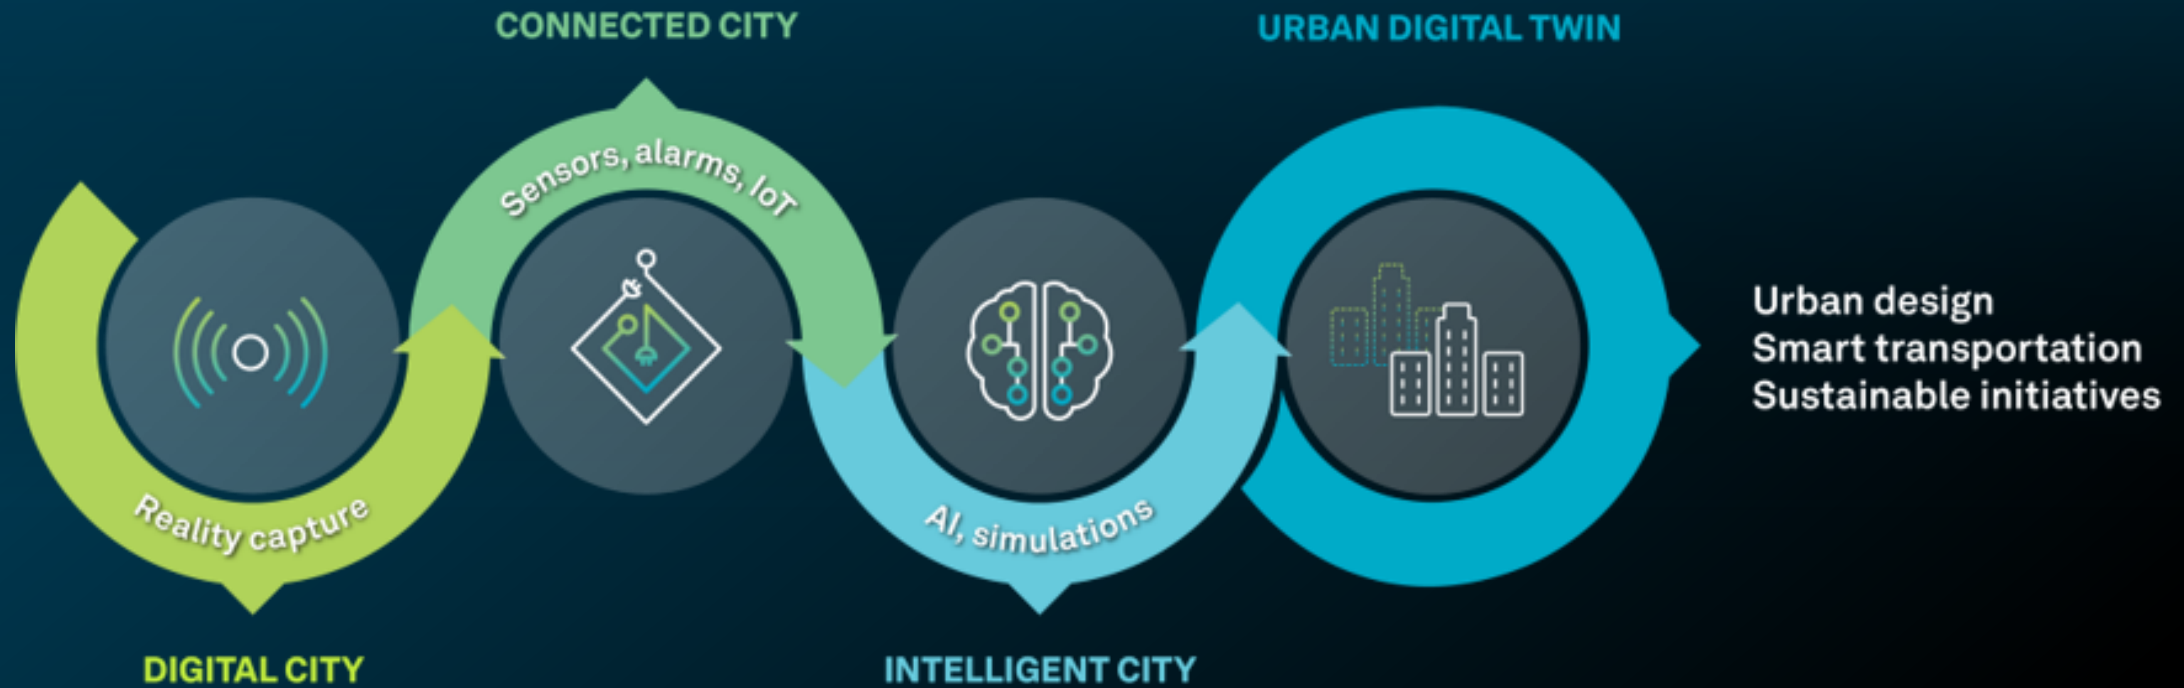 CONNECTED CITY
URBAN DIGITAL TWIN
Sensors, alarms, IoT
Urban design
Smart transportation
Sustainable initiatives
Reality capture
AI, simulations
DIGITAL CITY
INTELLIGENT CITY